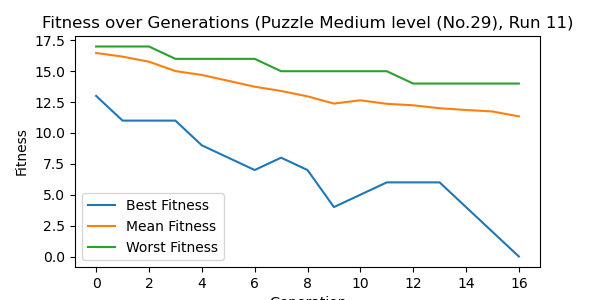 Fitness over Generations (Puzzle Medium level (No.29), Run 11)
17.5
15.0
12.5
10.0
7.5
5.0
2.5
0.0
Fitness
Best Fitness
Mean Fitness
Worst Fitness
0 2 4 6 8 10 12 14 16
Generation